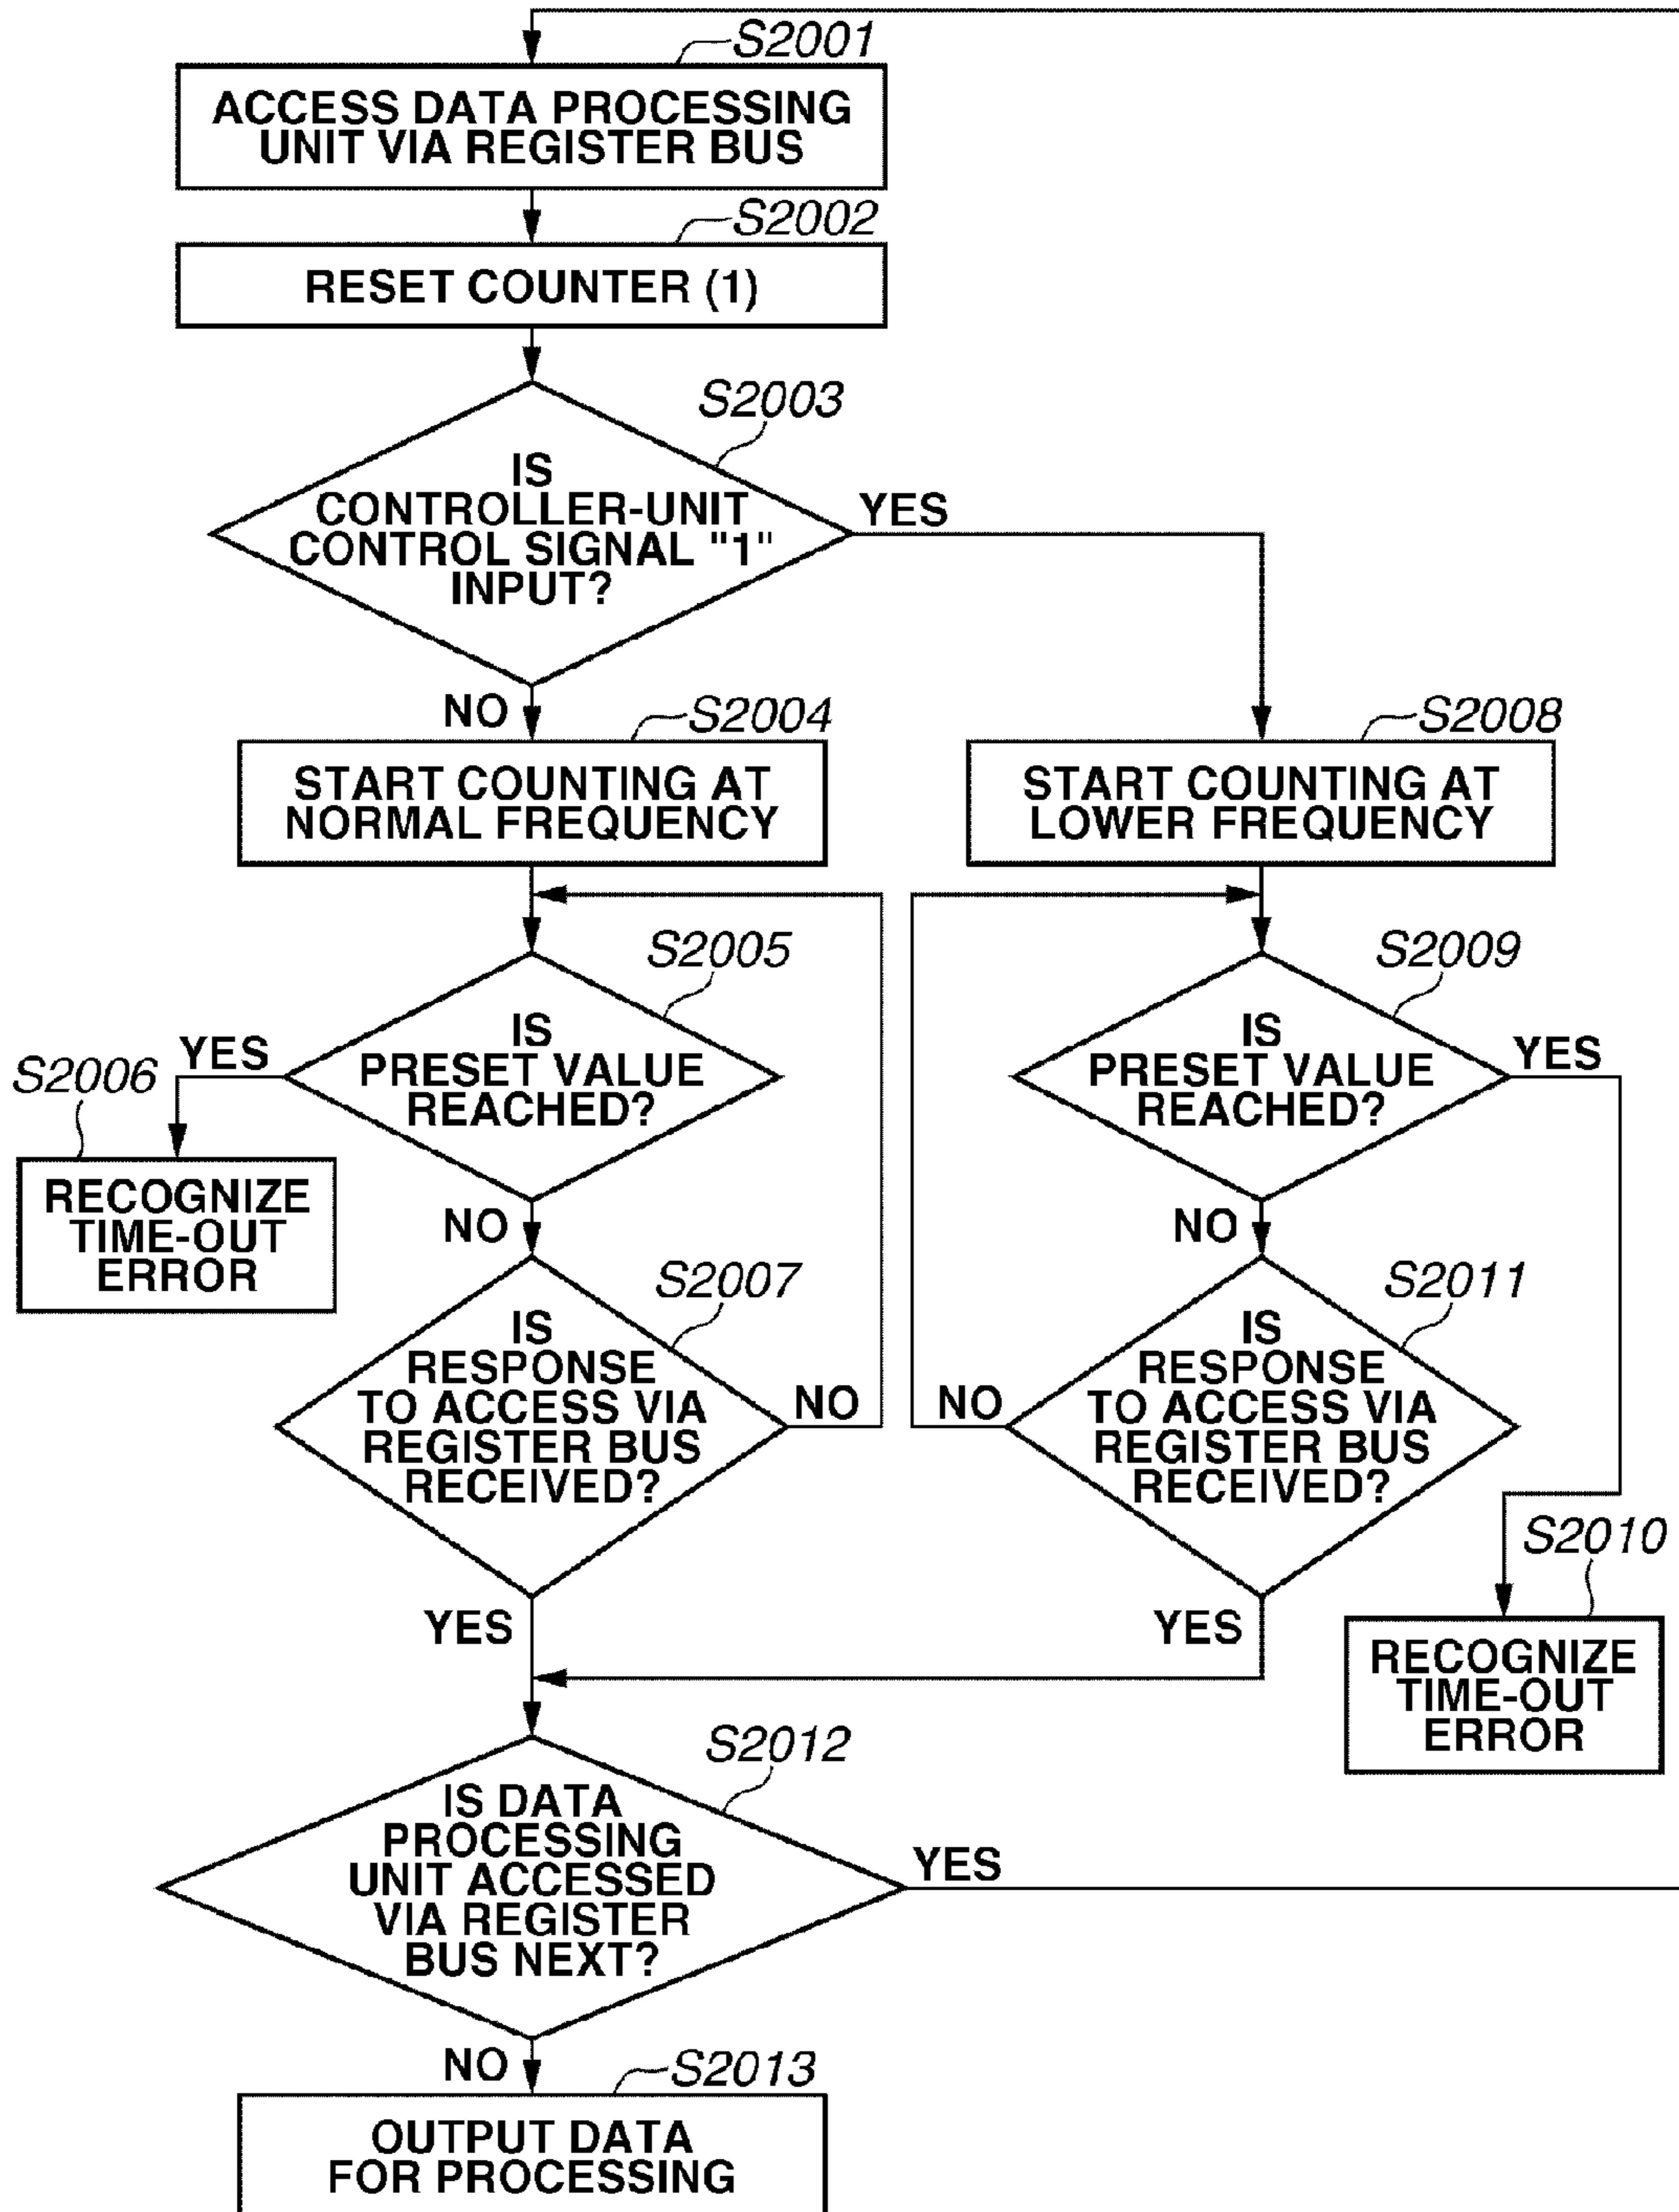 S2001
ACCESS DATA PROCESSING
UNIT VIA REGISTER BUS
S2002
RESET COUNTER (1)
S2003
IS
CONTROLLER-UNIT
CONTROL SIGNAL "1"
INPUT?
YES
NO
S2004
START COUNTING AT
NORMAL FREQUENCY
S2008
START COUNTING AT
LOWER FREQUENCY
S2005
IS
PRESET VALUE
REACHED?
YES
S2006
RECOGNIZE
TIME-OUT
ERROR
NO
S2007
IS
RESPONSE
TO ACCESS VIA
REGISTER BUS
RECEIVED?
NO
YES
S2009
IS
PRESET VALUE
REACHED?
YES
NO
S2011
IS
RESPONSE
TO ACCESS VIA
REGISTER BUS
RECEIVED?
NO
YES
S2010
RECOGNIZE
TIME-OUT
ERROR
S2012
IS DATA
PROCESSING
UNIT ACCESSED
VIA REGISTER
BUS NEXT?
YES
NO
S2013
OUTPUT DATA
FOR PROCESSING